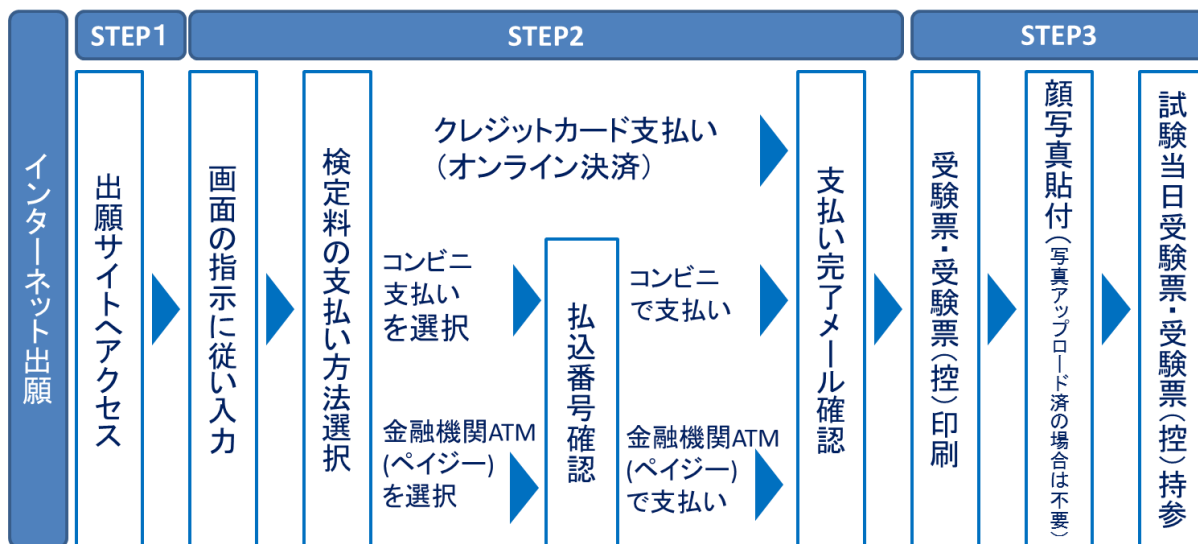 インターネット出願
STEP1
STEP2
STEP3
出願サイトへアクセス
画面の指示に従い入力
検定料の支払い方法選択
クレジットカード支払い
(オンライン決済)
コンビニ
支払い
を選択
金融機関ATM
(ペイジー)
を選択
払込番号確認
コンビニ
で支払い
金融機関ATM
(ペイジー)
で支払い
支払い完了メール確認
受験票・受験票(控)印刷
顔写真貼付(写真アップロード済の場合は不要)
試験当日受験票・受験票(控)持参